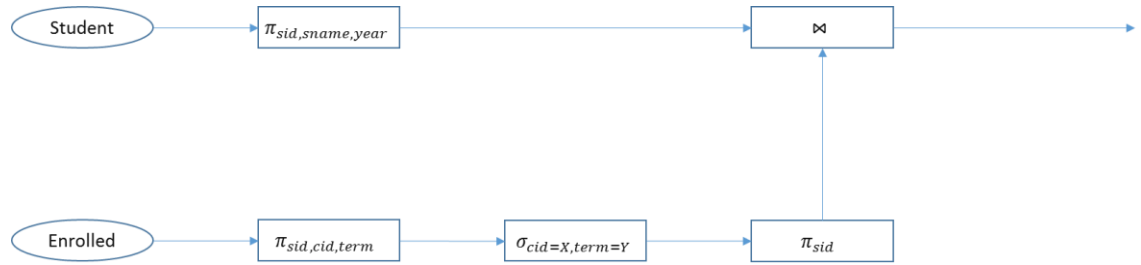 Student
π_{sid,sname,year}
⋈
Enrolled
π_{sid,cid,term}
σ_{cid=X,term=Y}
π_{sid}